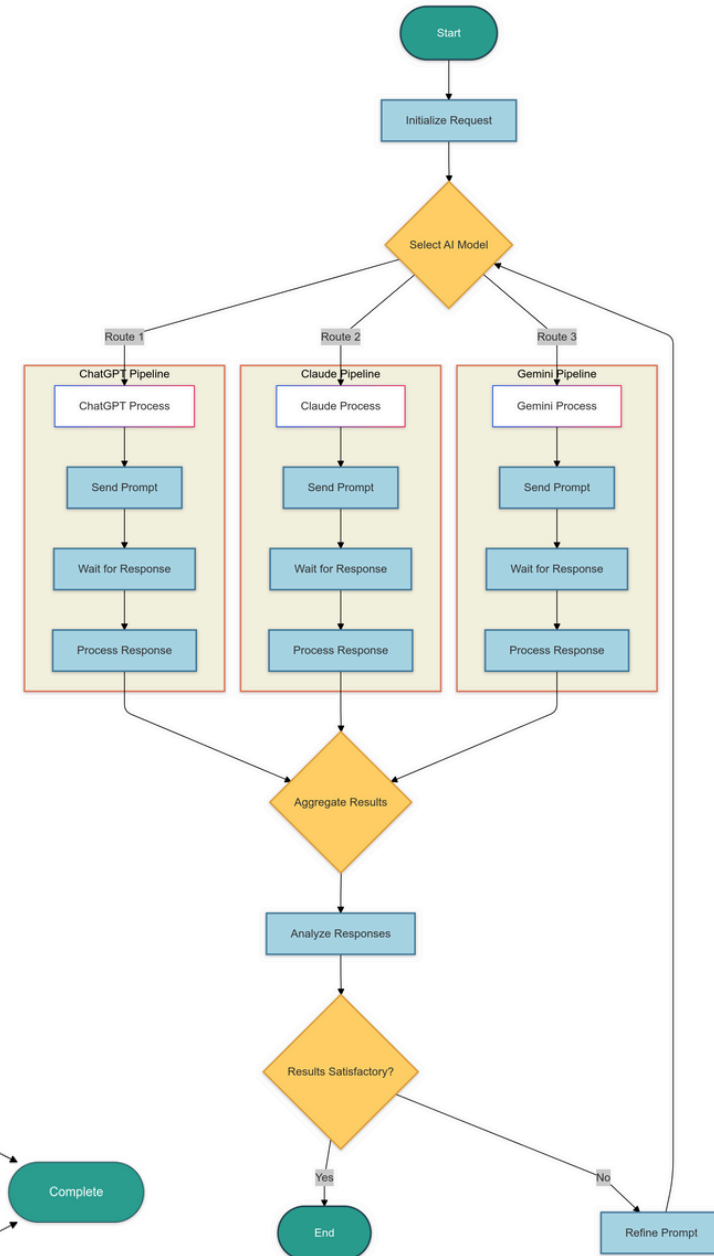 Start
Initialize Request
Select AI Model
Route 1
Route 2
Route 3
ChatGPT Pipeline
Claude Pipeline
Gemini Pipeline
ChatGPT Process
Claude Process
Gemini Process
Send Prompt
Send Prompt
Send Prompt
Wait for Response
Wait for Response
Wait for Response
Process Response
Process Response
Process Response
Aggregate Results
Analyze Responses
Results Satisfactory?
Yes
No
Complete
End
Refine Prompt